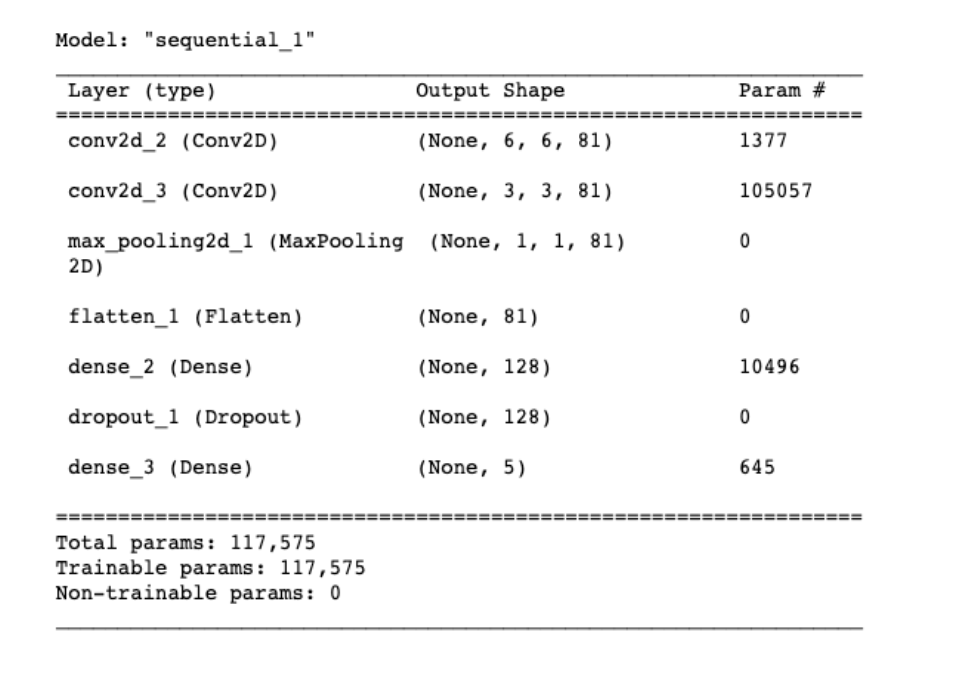 Model: "sequential_1"
Layer (type) Output Shape Param #
=================================================================
conv2d_2 (Conv2D) (None, 6, 6, 81) 1377
conv2d_3 (Conv2D) (None, 3, 3, 81) 105057
max_pooling2d_1 (MaxPooling (None, 1, 1, 81) 0
2D)
flatten_1 (Flatten) (None, 81) 0
dense_2 (Dense) (None, 128) 10496
dropout_1 (Dropout) (None, 128) 0
dense_3 (Dense) (None, 5) 645
=================================================================
Total params: 117,575
Trainable params: 117,575
Non-trainable params: 0